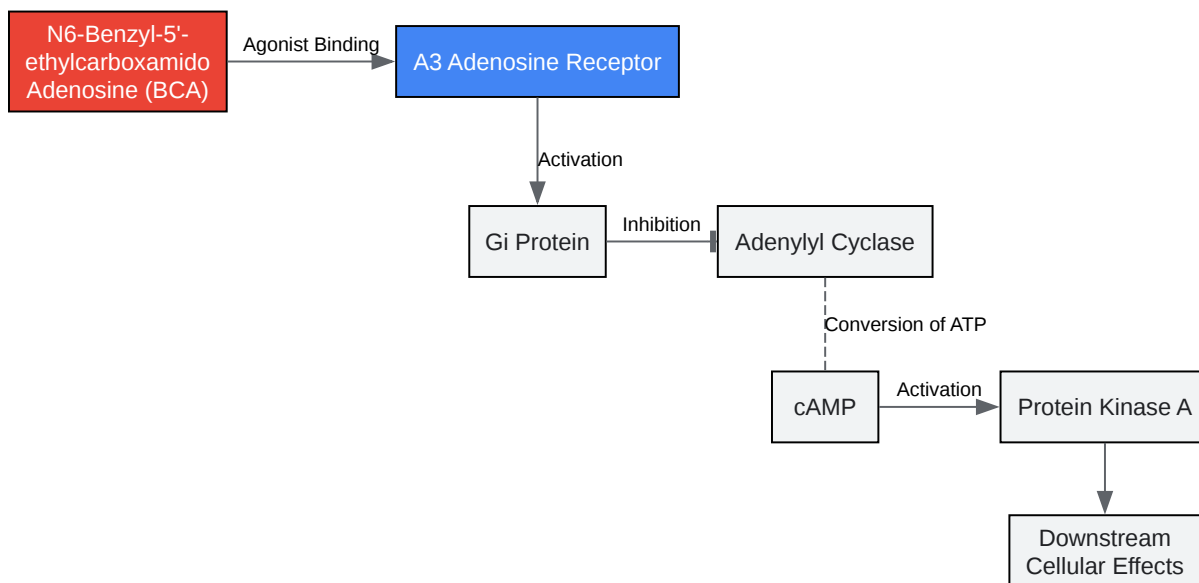 N6-Benzyl-5'-
ethylcarboxamido
Adenosine (BCA)
Agonist Binding
A3 Adenosine Receptor
Activation
Gi Protein
Inhibition
Adenylyl Cyclase
Conversion of ATP
cAMP
Activation
Protein Kinase A
Downstream
Cellular Effects